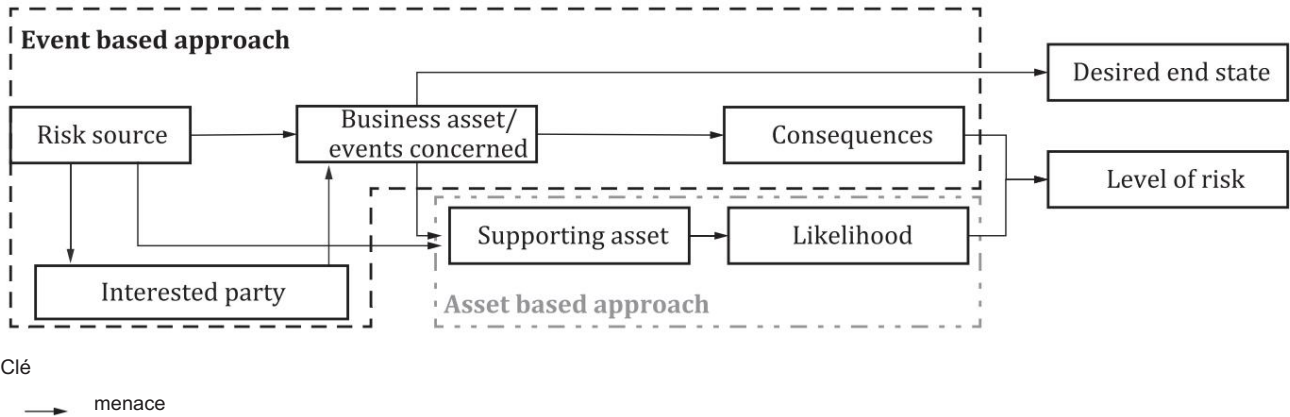 Event based approach
Desired end state
Risk source
Business asset/
events concerned
Consequences
Level of risk
Supporting asset
Likelihood
Interested party
Asset based approach
Clé
menace